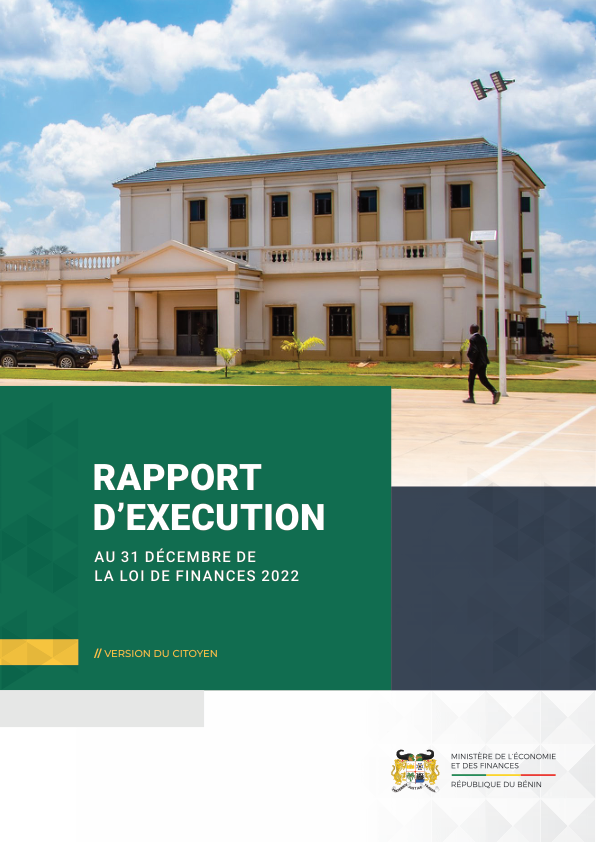 RAPPORT
D’EXECUTION
AU 31 DÉCEMBRE DE
LA LOI DE FINANCES 2022
// VERSION DU CITOYEN
MINISTÈRE DE L’ÉCONOMIE
ET DES FINANCES
RÉPUBLIQUE DU BÉNIN